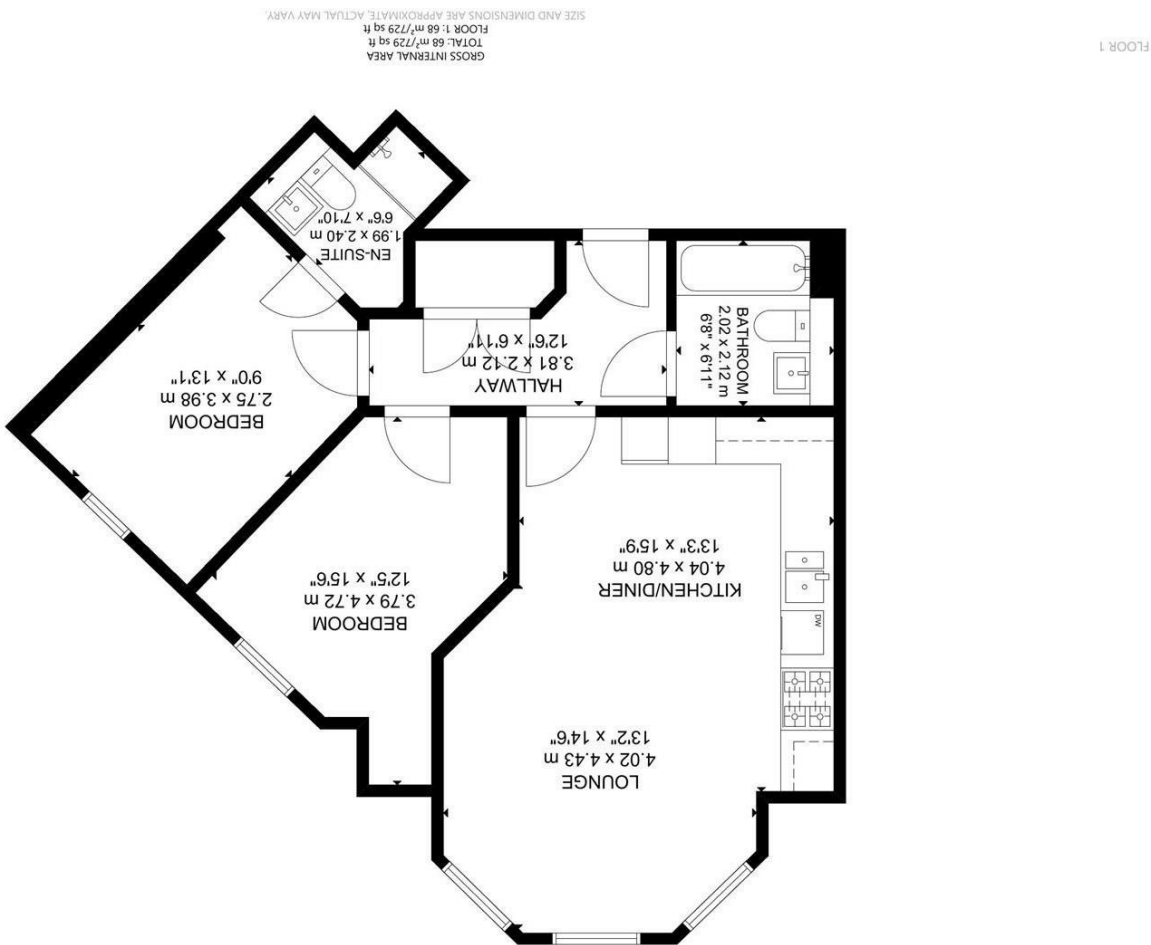 LOUNGE
4.02 x 4.43 m
13'2" x 14'6"
DW
KITCHEN/DINER
4.04 x 4.80 m
13'3" x 15'9"
BEDROOM
3.79 x 4.72 m
12'5" x 15'6"
BEDROOM
2.75 x 3.98 m
9'0" x 13'1"
BATHROOM
2.02 x 2.12 m
6'8" x 6'11"
HALLWAY
3.81 x 2.12 m
12'6" x 6'11"
EN-SUITE
1.99 x 2.40 m
6'6" x 7'10"
FLOOR 1
GROSS INTERNAL AREA
TOTAL: 68 m²/729 sq ft
FLOOR 1: 68 m²/729 sq ft
SIZE AND DIMENSIONS ARE APPROXIMATE, ACTUAL MAY VARY.